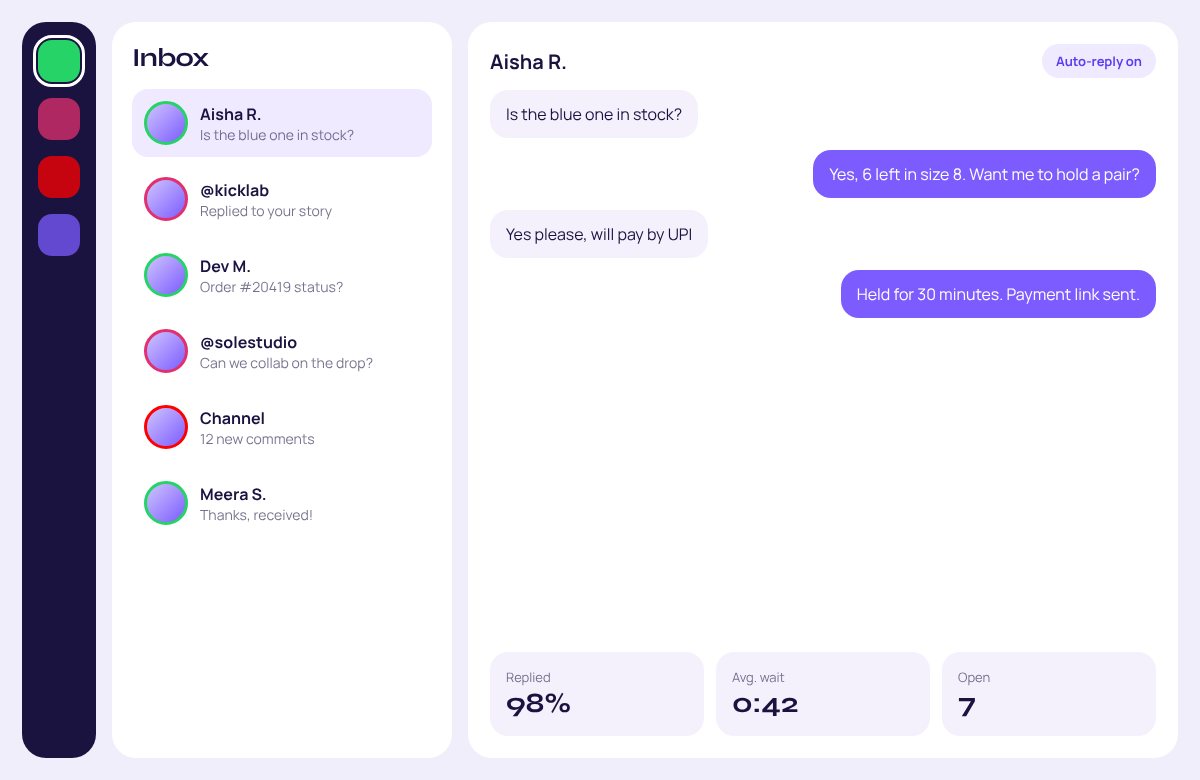 Inbox
Aisha R.
Is the blue one in stock?
@kicklab
Replied to your story
Dev M.
Order #20419 status?
@solestudio
Can we collab on the drop?
Channel
12 new comments
Meera S.
Thanks, received!
Aisha R.
Auto-reply on
Is the blue one in stock?
Yes, 6 left in size 8. Want me to hold a pair?
Yes please, will pay by UPI
Held for 30 minutes. Payment link sent.
Replied
98%
Avg. wait
0:42
Open
7